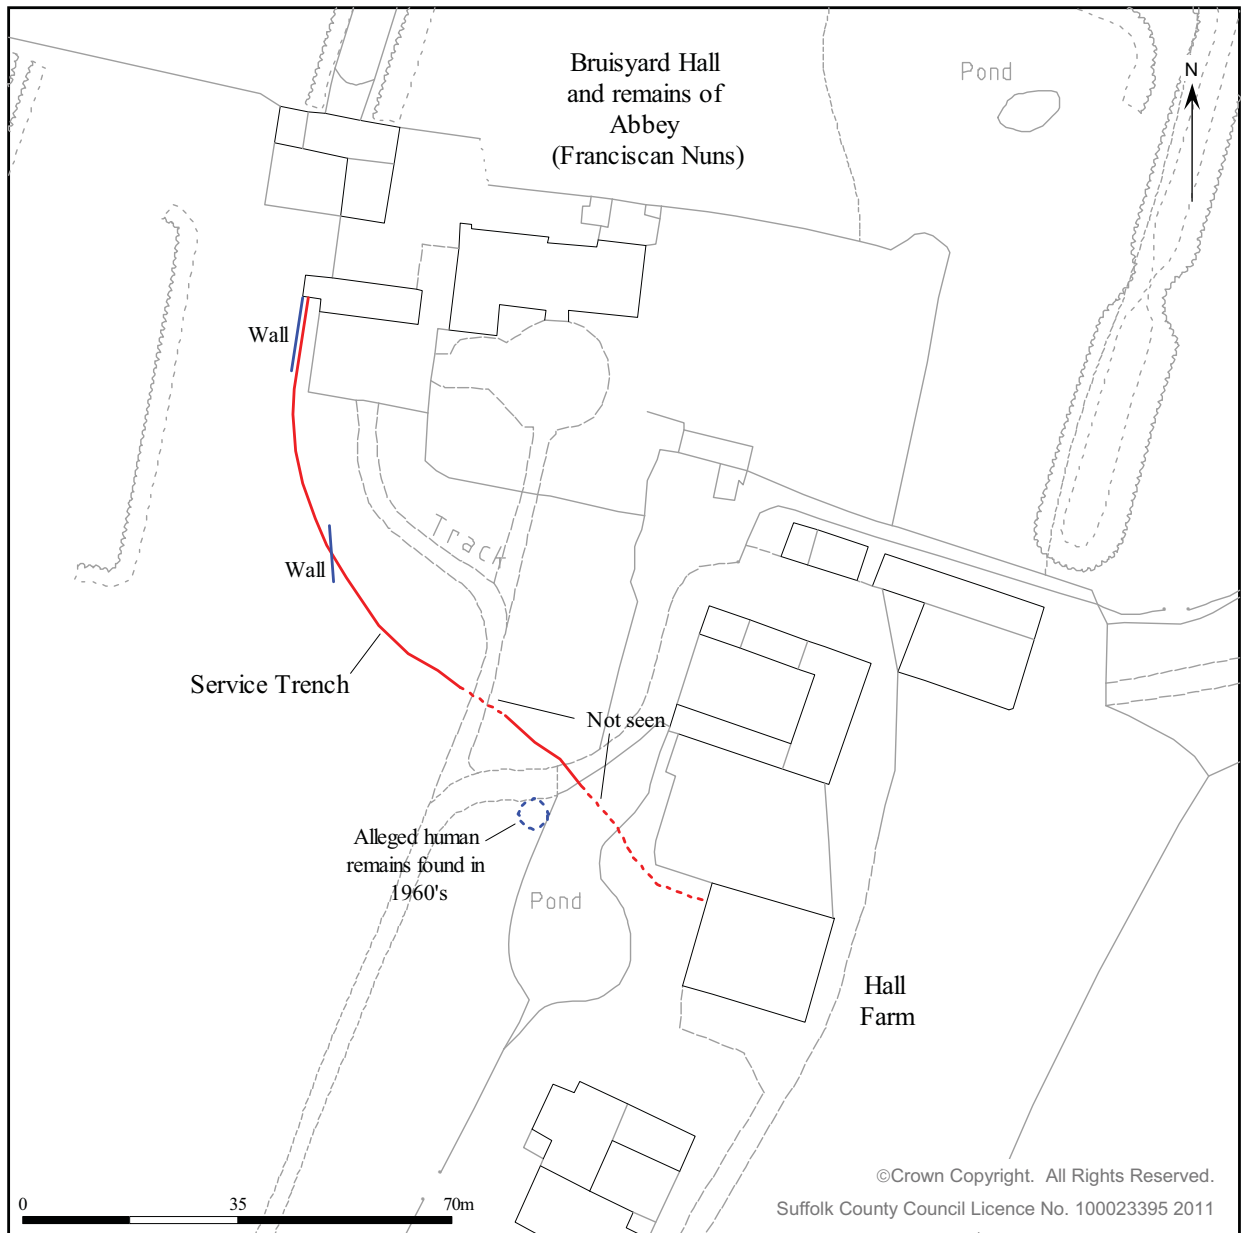 Bruisyard Hall
and remains of
Abbey
(Franciscan Nuns)
Pond
N
Wall
Track
Wall
Service Trench
Not seen
Alleged human
remains found in
1960's
Pond
Hall
Farm
0 35 70m
©Crown Copyright. All Rights Reserved.
Suffolk County Council Licence No. 100023395 2011